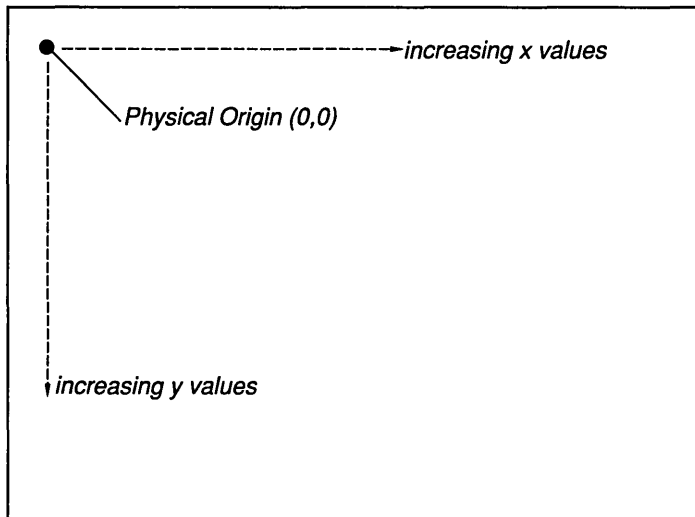 increasing x values
Physical Origin (0,0)
increasing y values